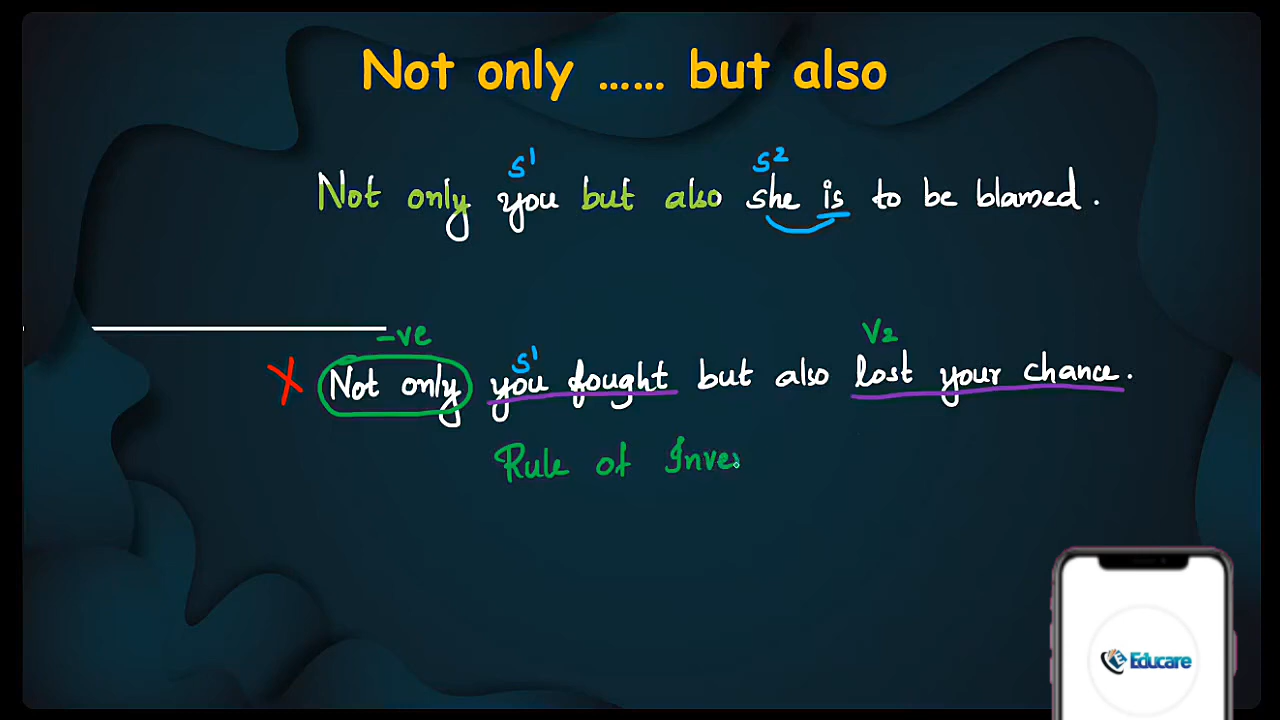 Not only ...... but also
S1 S2
Not only you but also she is to be blamed.
-ve S1 V2
X Not only you fought but also lost your chance.
Rule of Inve
Educare